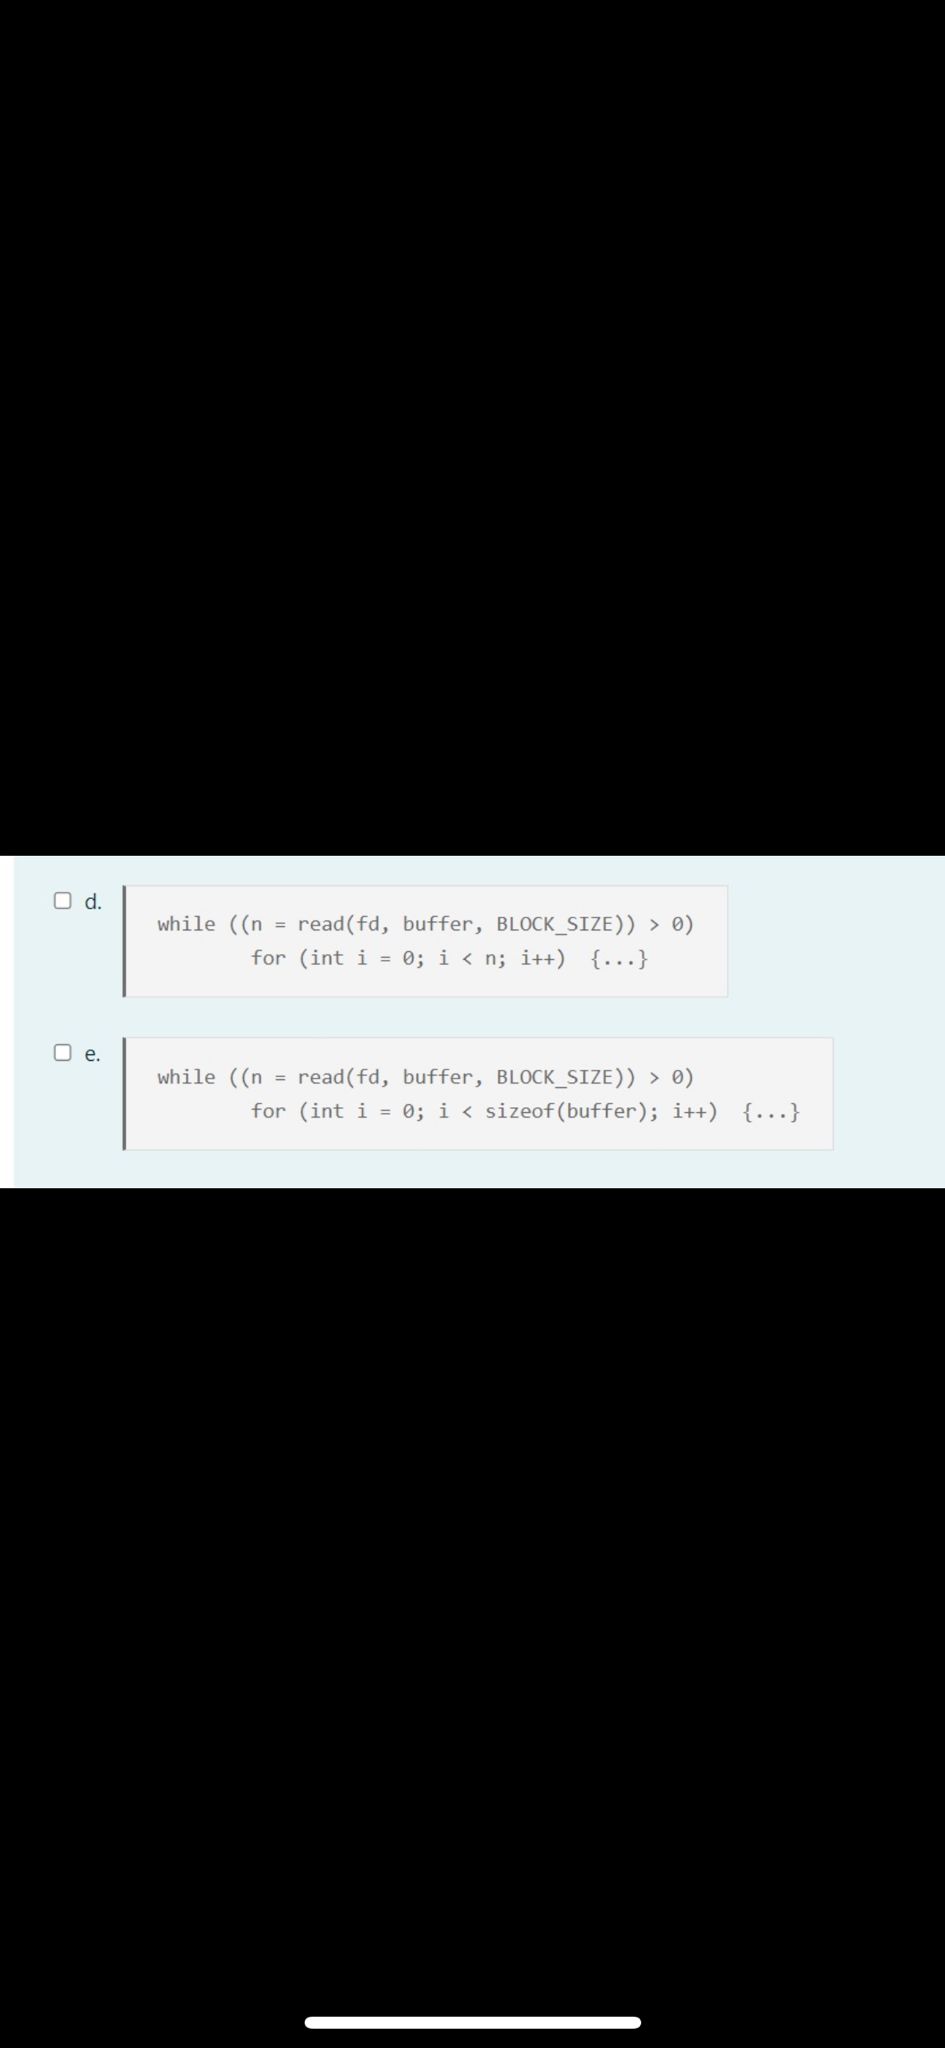 d.
while ((n = read(fd, buffer, BLOCK_SIZE)) > 0)
for (int i = 0; i < n; i++) {...}
e.
while ((n = read(fd, buffer, BLOCK_SIZE)) > 0)
for (int i = 0; i < sizeof(buffer); i++) {...}